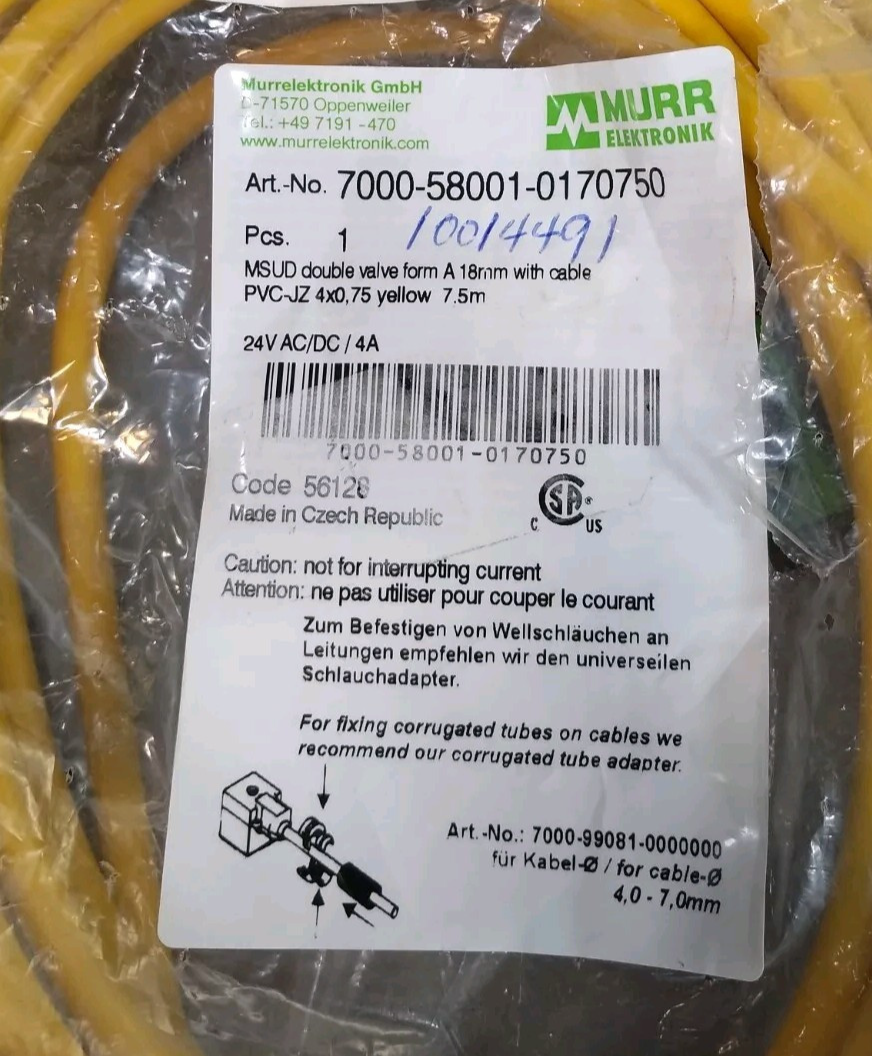 Murrelektronik GmbH
D-71570 Oppenweiler
Tel.: +49 7191 -470
www.murrelektronik.com
MURR
ELEKTRONIK
Art.-No. 7000-58001-0170750
Pcs. 1 10014491
MSUD double valve form A 18mm with cable
PVC-JZ 4x0,75 yellow 7.5m
24V AC/DC / 4A
7000-58001-0170750
Code 56128
Made in Czech Republic
C SA ® US
Caution: not for interrupting current
Attention: ne pas utiliser pour couper le courant
Zum Befestigen von Wellschläuchen an
Leitungen empfehlen wir den universellen
Schlauchadapter.
For fixing corrugated tubes on cables we
recommend our corrugated tube adapter.
Art.-No.: 7000-99081-0000000
für Kabel-Ø / for cable-Ø
4,0 - 7,0mm